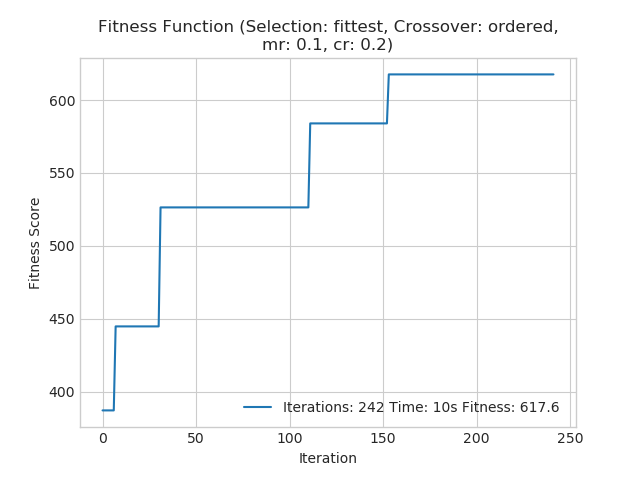 Fitness Function (Selection: fittest, Crossover: ordered,
mr: 0.1, cr: 0.2)
600
550
500
450
400
Fitness Score
Iterations: 242 Time: 10s Fitness: 617.6
0 50 100 150 200 250
Iteration